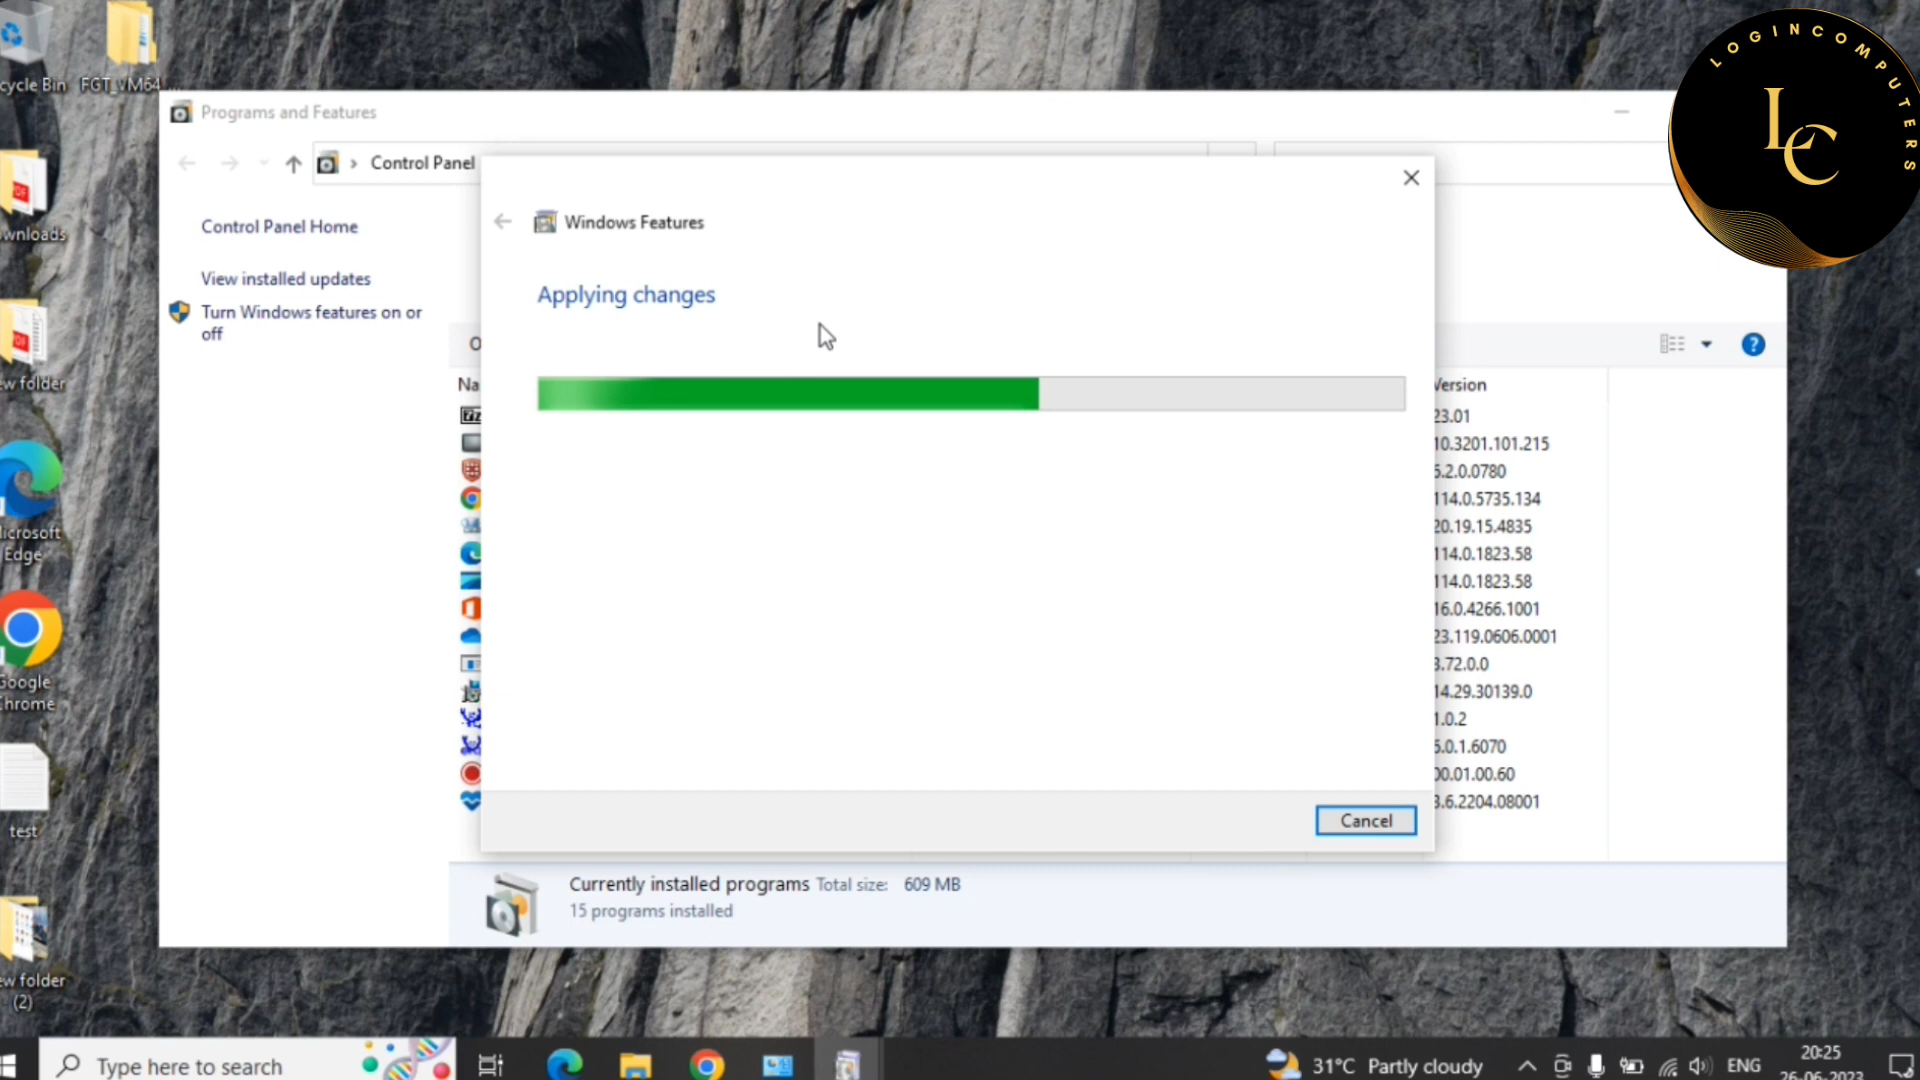 cycle Bin
FGT_VM64...
LOGINCOMPUTERS
LC
Programs and Features
Control Panel
Control Panel Home
View installed updates
Turn Windows features on or
off
Windows Features
Applying changes
Version
23.01
10.3201.101.215
5.2.0.0780
114.0.5735.134
20.19.15.4835
114.0.1823.58
114.0.1823.58
16.0.4266.1001
23.119.0606.0001
3.72.0.0
14.29.30139.0
1.0.2
6.0.1.6070
00.01.00.60
3.6.2204.08001
Na
Cancel
Currently installed programs Total size: 609 MB
15 programs installed
wnloads
ew folder
Microsoft
Edge
Google
Chrome
test
ew folder
(2)
Type here to search
31°C Partly cloudy
ENG
20:25
26-06-2023